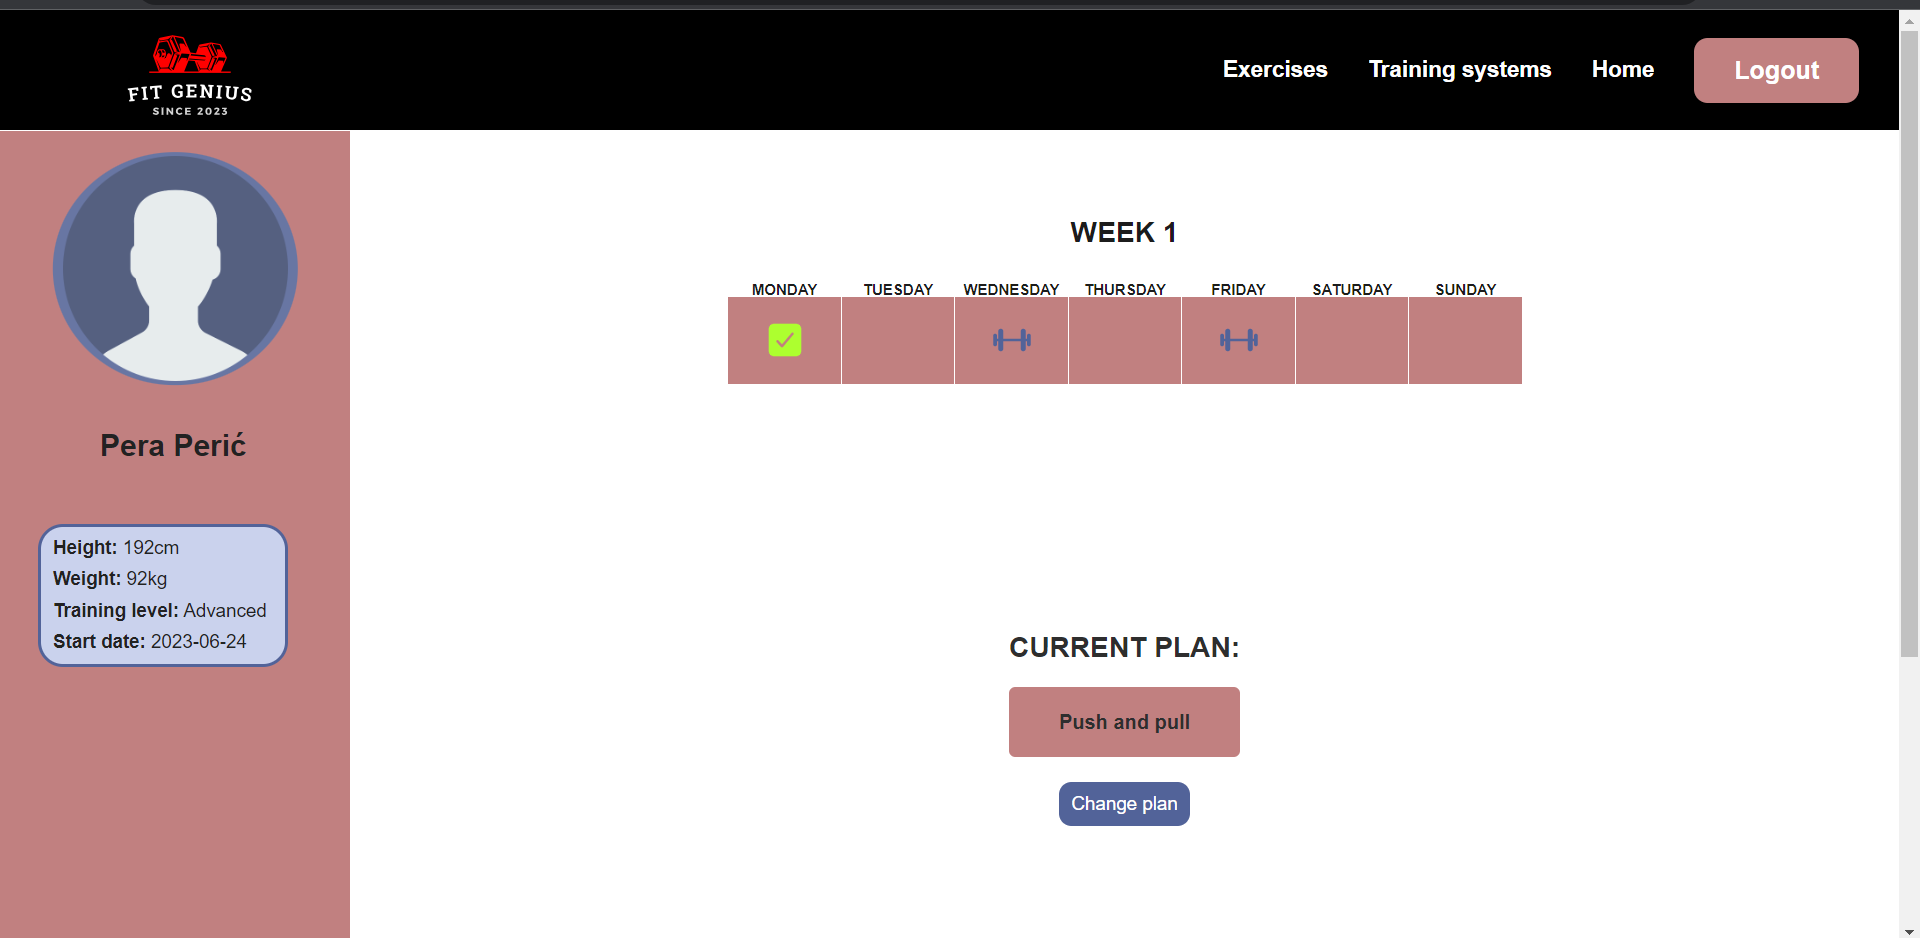 FIT GENIUS
SINCE 2023
Exercises Training systems Home Logout
Pera Perić
Height: 192cm
Weight: 92kg
Training level: Advanced
Start date: 2023-06-24
WEEK 1
MONDAY TUESDAY WEDNESDAY THURSDAY FRIDAY SATURDAY SUNDAY
CURRENT PLAN:
Push and pull
Change plan